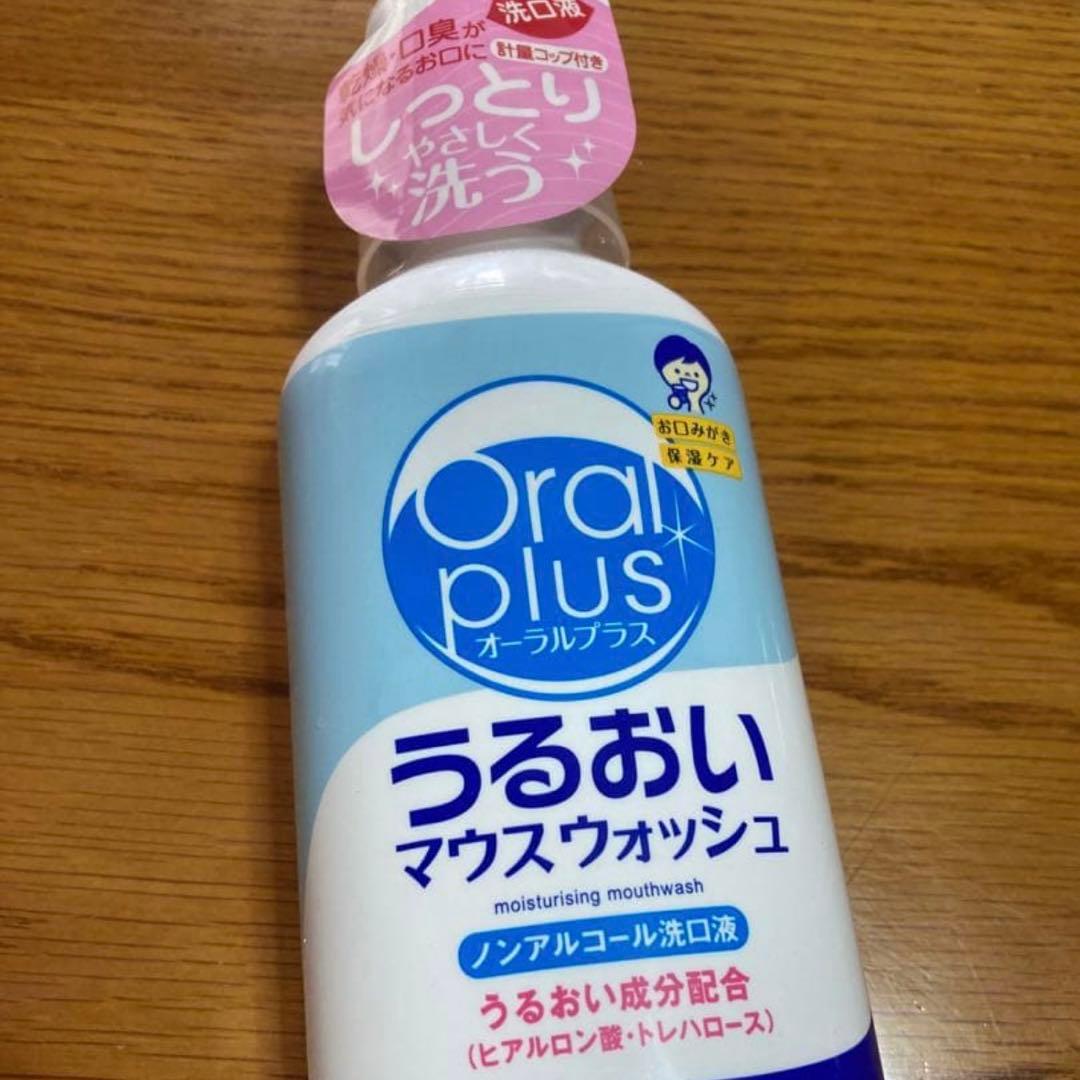 洗口液
乾燥・口臭が
気になるお口に
計量コップ付き
しっとり
やさしく
洗う
お口みがき
保湿ケア
Oral
plus
オーラルプラス
うるおい
マウスウォッシュ
moisturising mouthwash
ノンアルコール洗口液
うるおい成分配合
(ヒアルロン酸・トレハロース)